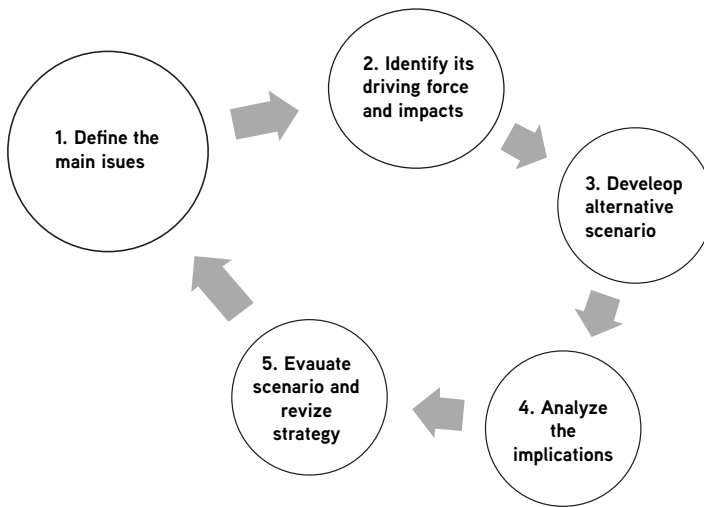 1. Define the
main isues
2. Identify its
driving force
and impacts
3. Develeop
alternative
scenario
4. Analyze
the
implications
5. Evauate
scenario and
revize
strategy